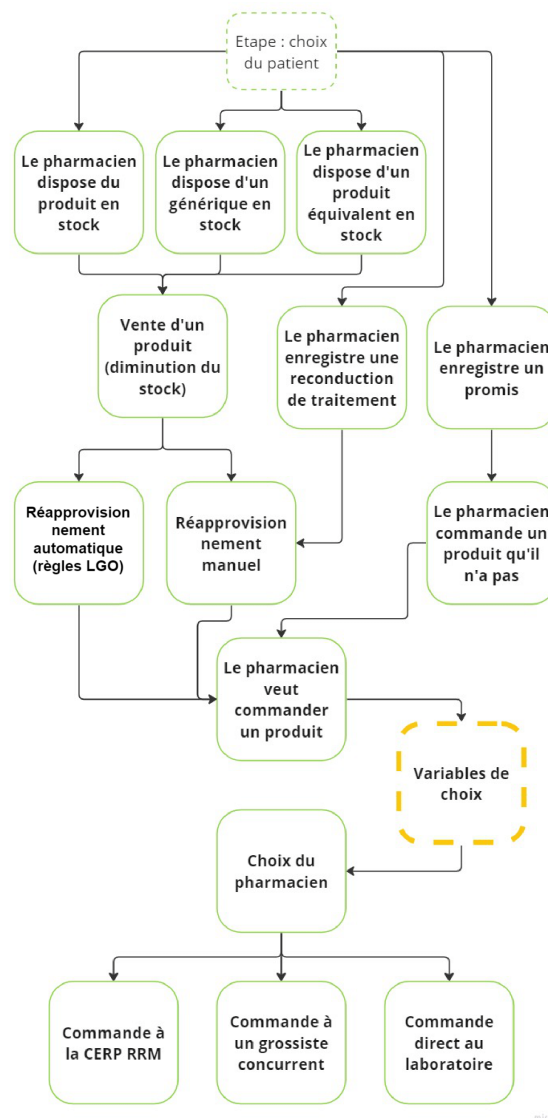 Etape : choix
du patient
Le pharmacien
dispose du
produit en
stock
Le pharmacien
dispose d'un
générique en
stock
Le pharmacien
dispose d'un
produit
équivalent en
stock
Vente d'un
produit
(diminution du
stock)
Le pharmacien
enregistre une
reconduction
de traitement
Le pharmacien
enregistre un
promis
Réapprovision
nement
automatique
(règles LGO)
Réapprovision
nement
manuel
Le pharmacien
commande un
produit qu'il
n'a pas
Le pharmacien
veut
commander
un produit
Variables de
choix
Choix du
pharmacien
Commande à
la CERP RRM
Commande à
un grossiste
concurrent
Commande
direct au
laboratoire